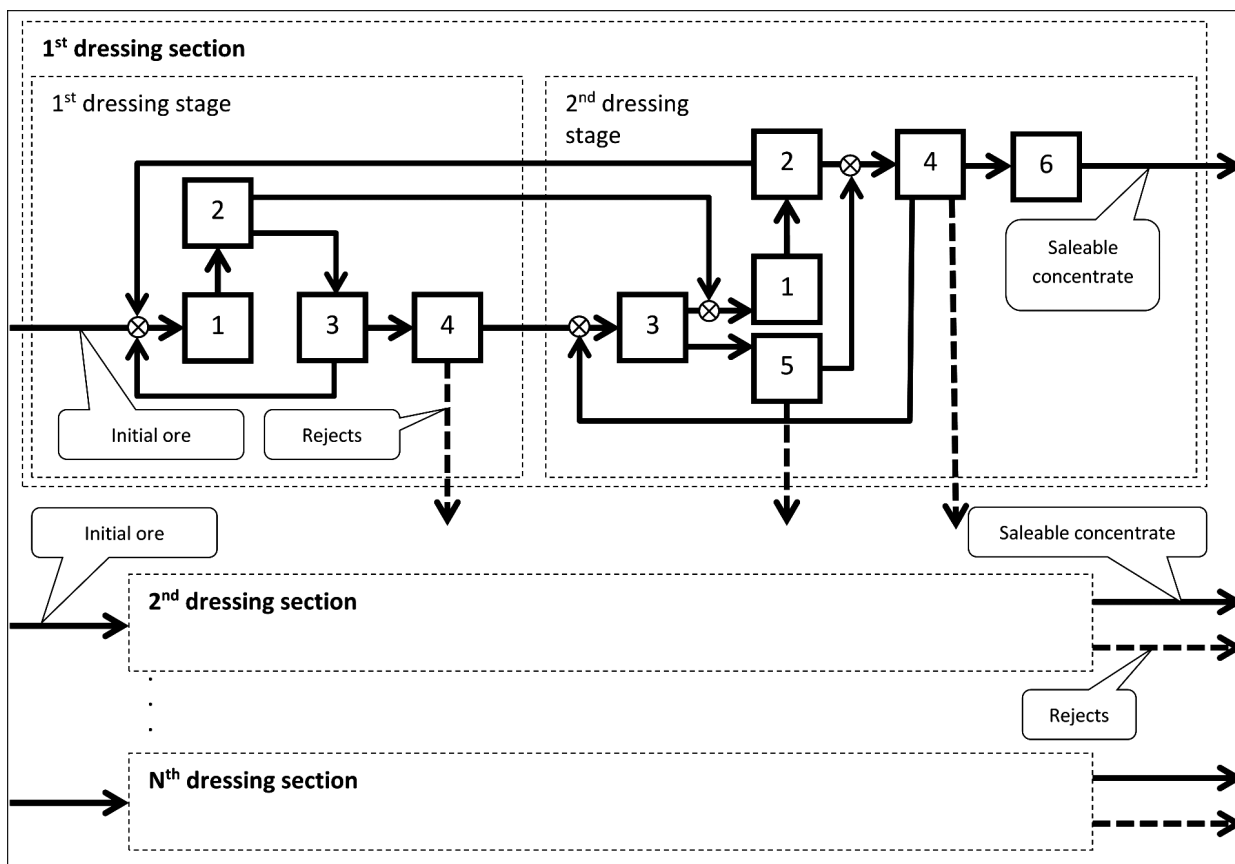 1st dressing section
1st dressing stage
2nd dressing
stage
2
4
6
2
Saleable
concentrate
1
1
3
4
3
5
Initial ore
Rejects
Initial ore
Saleable concentrate
2nd dressing section
Rejects
Nth dressing section